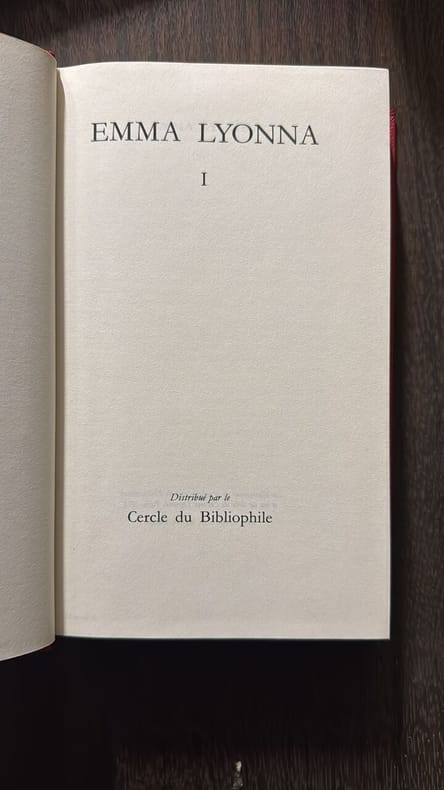 EMMA LYONNA
I
Distribué par le
Cercle du Bibliophile